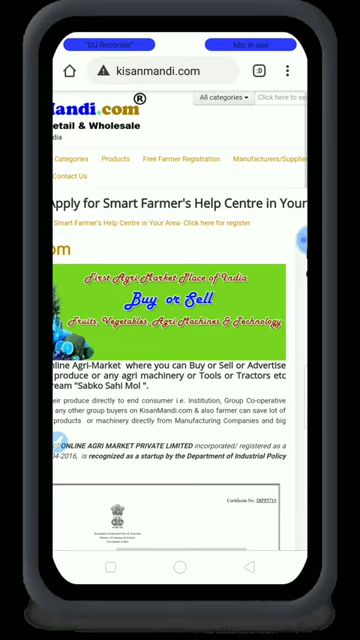 "DU Recorder"
Mic in use
kisanmandi.com
:D
Mandi.com®
etail & Wholesale
dia
All categories
Click here to se
Categories
Products
Free Farmer Registration
Manufacturers/Supplier
Contact Us
Apply for Smart Farmer's Help Centre in Your
Smart Farmer's Help Centre in Your Area- Click here for register
om
First Agri Market Place of India
Buy or Sell
Fruits, Vegetables, Agri Machines & Technology
nline Agri-Market where you can Buy or Sell or Advertise
produce or any agri machinery or Tools or Tractors etc
ream "Sabko Sahi Mol ".
eir produce directly to end consumer i.e. Institution, Group Co-operative
any other group buyers on KisanMandi.com & also farmer can save lot of
products or machinery directly from Manufacturing Companies and big
ONLINE AGRI MARKET PRIVATE LIMITED incorporated/ registered as a
04-2016, is recognized as a startup by the Department of Industrial Policy
Certificate No: DIPP5719